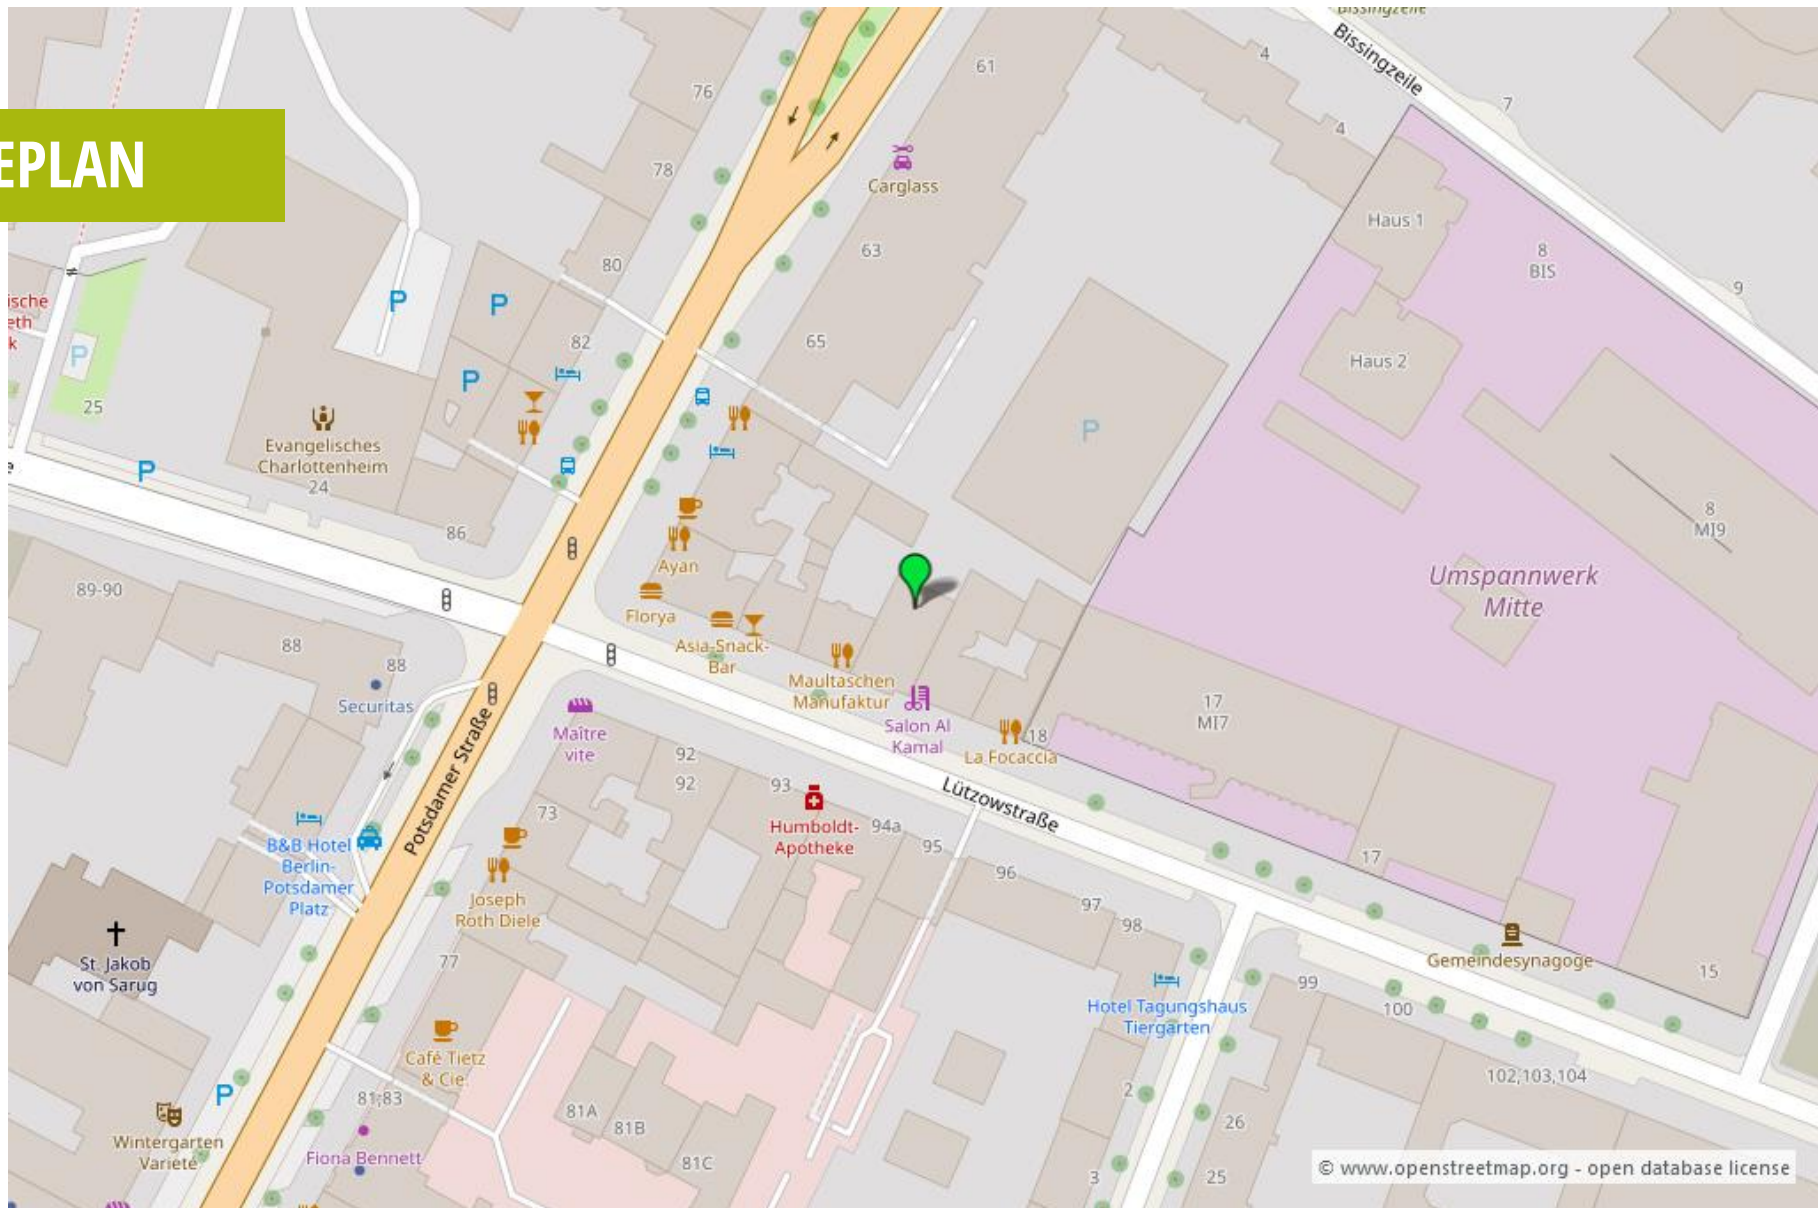 EPLAN
Bissingzeile
Bissingzeile
61
4
76
7
4
Carglass
78
Haus 1
63
8
BIS
80
9
ische
eth
k
P
P
82
65
Haus 2
P
P
25
P
P
Evangelisches
Charlottenheim
24
P
8
MI9
86
Ayan
Umspannwerk
Mitte
89-90
Florya
Asia-Snack-
Bar
88
88
Maultaschen
Manufaktur
17
MI7
Securitas
Salon Al
Kamal
18
La Focaccia
Maître
vite
92
92
93
Potsdamer Straße
Lützowstraße
73
Humboldt-
Apotheke
94a
95
17
B&B Hotel
Berlin-
Potsdamer
Platz
96
Joseph
Roth Diele
97
98
77
St. Jakob
von Sarug
Gemeindesynagoge
15
99
Hotel Tagungshaus
Tiergarten
100
Café Tietz
& Cie.
102,103,104
P
81;83
2
81A
81B
26
Wintergarten
Varieté
Fiona Bennett
81C
3
25
© www.openstreetmap.org - open database license